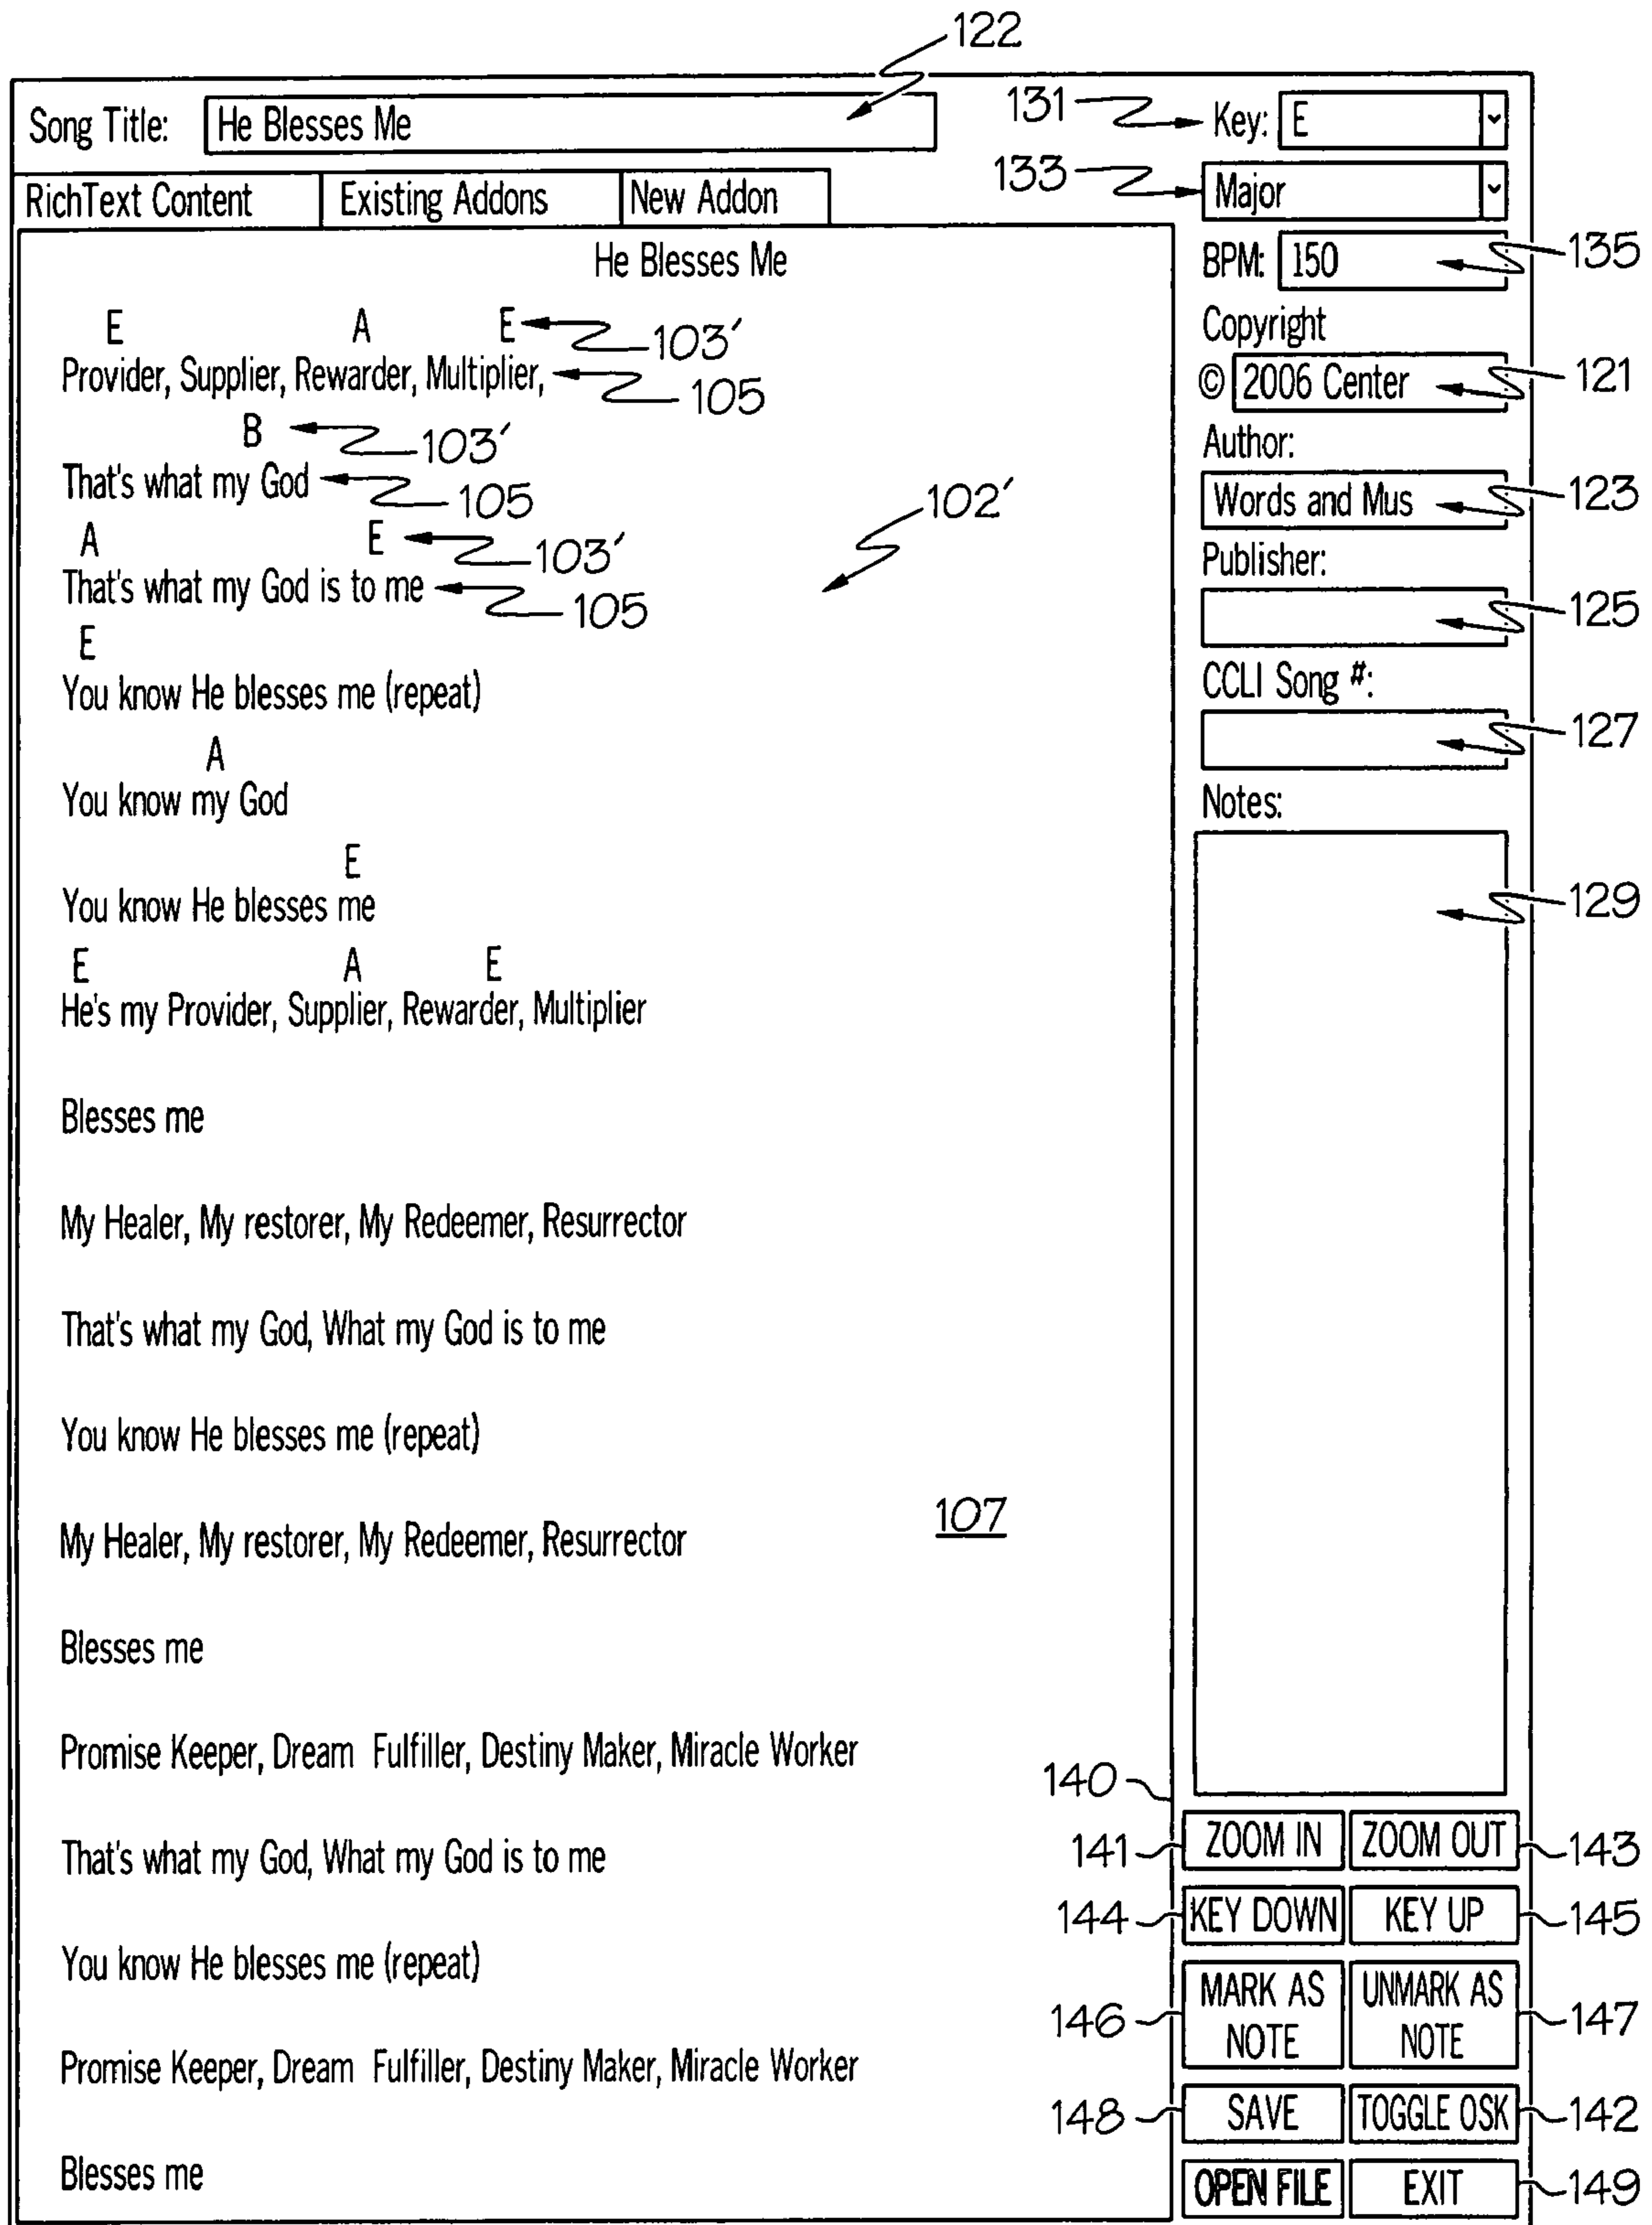 122
Song Title: He Blesses Me
131 Key: E
133 Major
RichText Content Existing Addons New Addon
BPM: 150 135
He Blesses Me
Copyright
E A E 103′
© 2006 Center 121
Provider, Supplier, Rewarder, Multiplier, 105
B 103′
Author:
That's what my God 105
Words and Mus 123
102′
A E 103′
Publisher:
That's what my God is to me 105
125
E
CCLI Song #:
You know He blesses me (repeat)
127
A
You know my God
Notes:
E
You know He blesses me
129
E A E
He's my Provider, Supplier, Rewarder, Multiplier
Blesses me
My Healer, My restorer, My Redeemer, Resurrector
That's what my God, What my God is to me
You know He blesses me (repeat)
107
My Healer, My restorer, My Redeemer, Resurrector
Blesses me
Promise Keeper, Dream Fulfiller, Destiny Maker, Miracle Worker
140
141 ZOOM IN ZOOM OUT 143
That's what my God, What my God is to me
144 KEY DOWN KEY UP 145
You know He blesses me (repeat)
146 MARK AS NOTE UNMARK AS NOTE 147
Promise Keeper, Dream Fulfiller, Destiny Maker, Miracle Worker
148 SAVE TOGGLE OSK 142
Blesses me
OPEN FILE EXIT 149